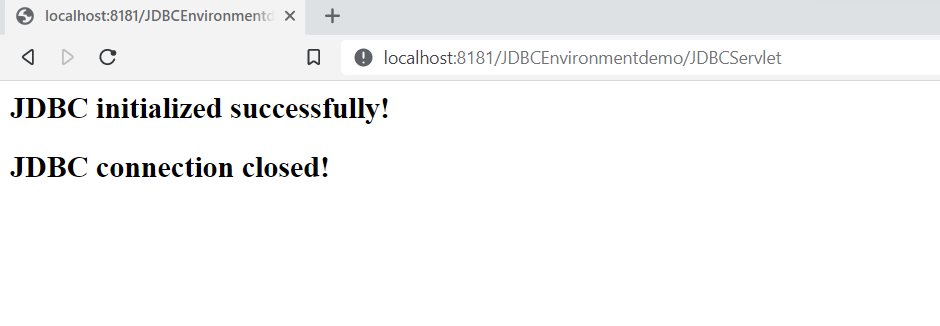 localhost:8181/JDBCEnvironmentd
localhost:8181/JDBCEnvironmentdemo/JDBCServlet
JDBC initialized successfully!
JDBC connection closed!